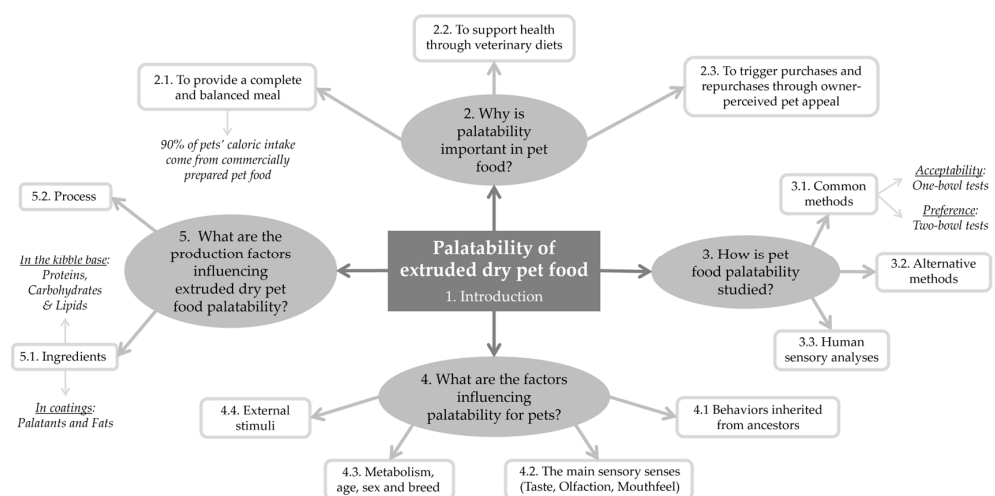 Palatability of
extruded dry pet food
1. Introduction
2. Why is
palatability
important in pet
food?
2.1. To provide a complete
and balanced meal
90% of pets' caloric intake
come from commercially
prepared pet food
2.2. To support health
through veterinary diets
2.3. To trigger purchases and
repurchases through owner-
perceived pet appeal
3. How is pet
food palatability
studied?
3.1. Common
methods
Acceptability:
One-bowl tests
Preference:
Two-bowl tests
3.2. Alternative
methods
3.3. Human
sensory analyses
4. What are the factors
influencing
palatability for pets?
4.1 Behaviors inherited
from ancestors
4.2. The main sensory senses
(Taste, Olfaction, Mouthfeel)
4.3. Metabolism,
age, sex and breed
4.4. External
stimuli
5. What are the
production factors
influencing
extruded dry pet
food palatability?
5.1. Ingredients
In the kibble base:
Proteins,
Carbohydrates
& Lipids
In coatings:
Palatants and Fats
5.2. Process